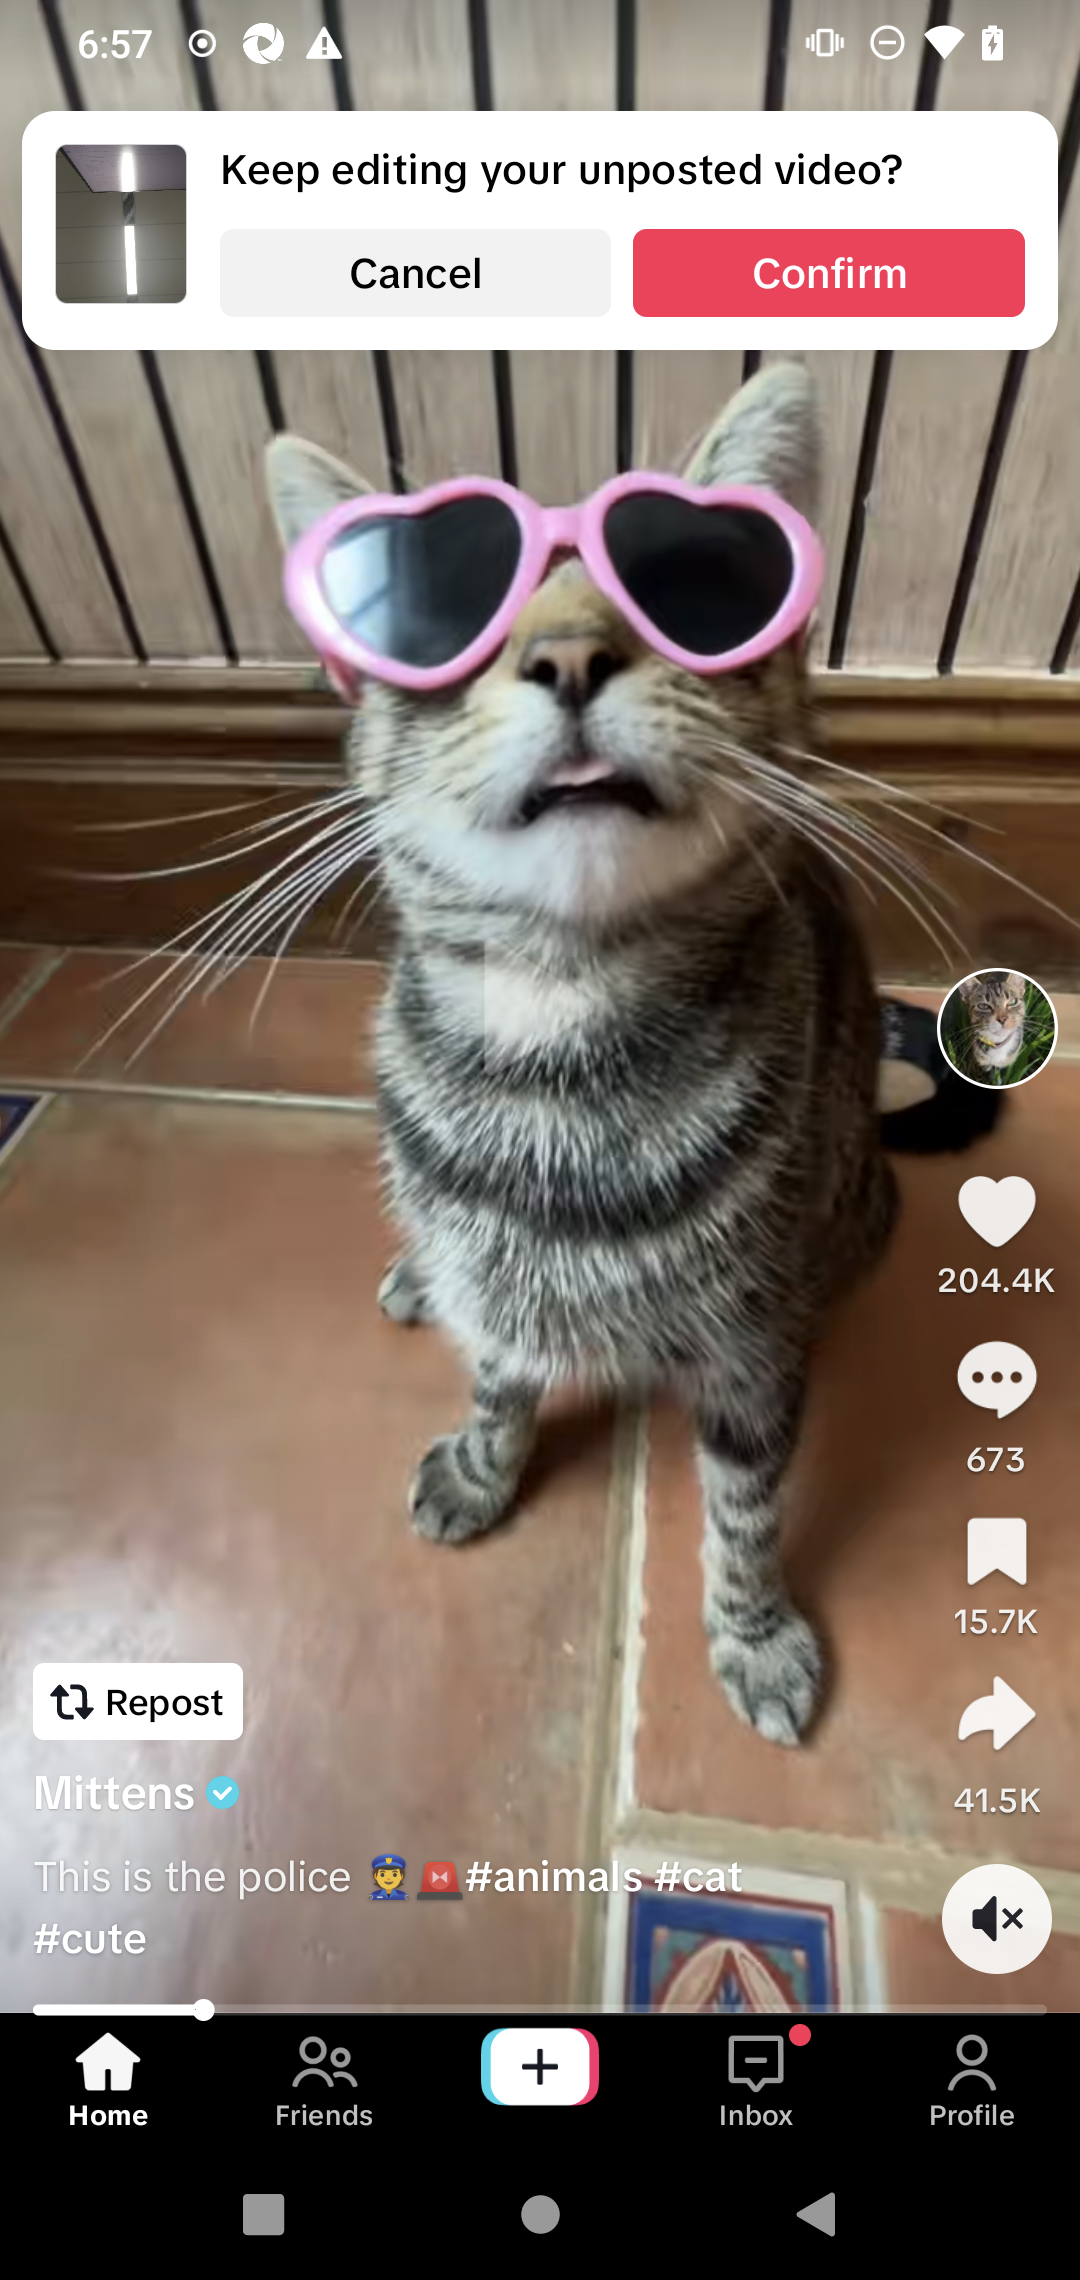 6:57
Keep editing your unposted video?
Cancel
Confirm
204.4K
673
15.7K
41.5K
Repost
Mittens
This is the police 👮🚨#animals #cat
#cute
Home
Friends
Inbox
Profile